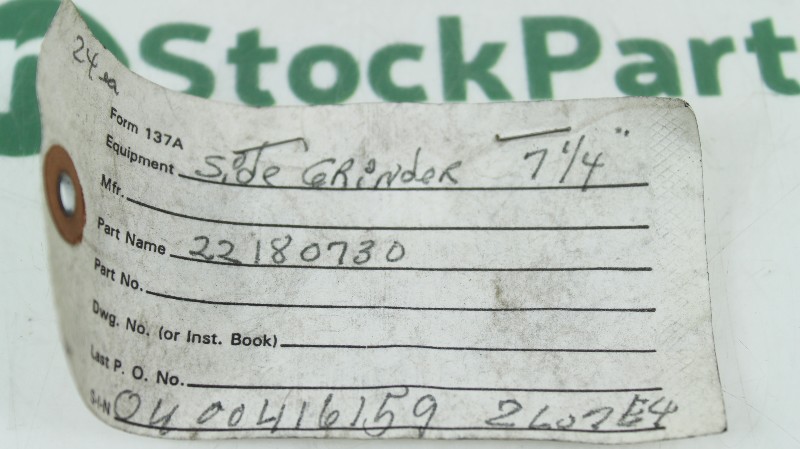 StockPart
24 ea
Form 137A
Equipment Side Grinder 7 1/4"
Mfr.
Part Name 22180730
Part No.
Dwg. No. (or Inst. Book)
Last P. O. No.
S-I-N 04 00416159